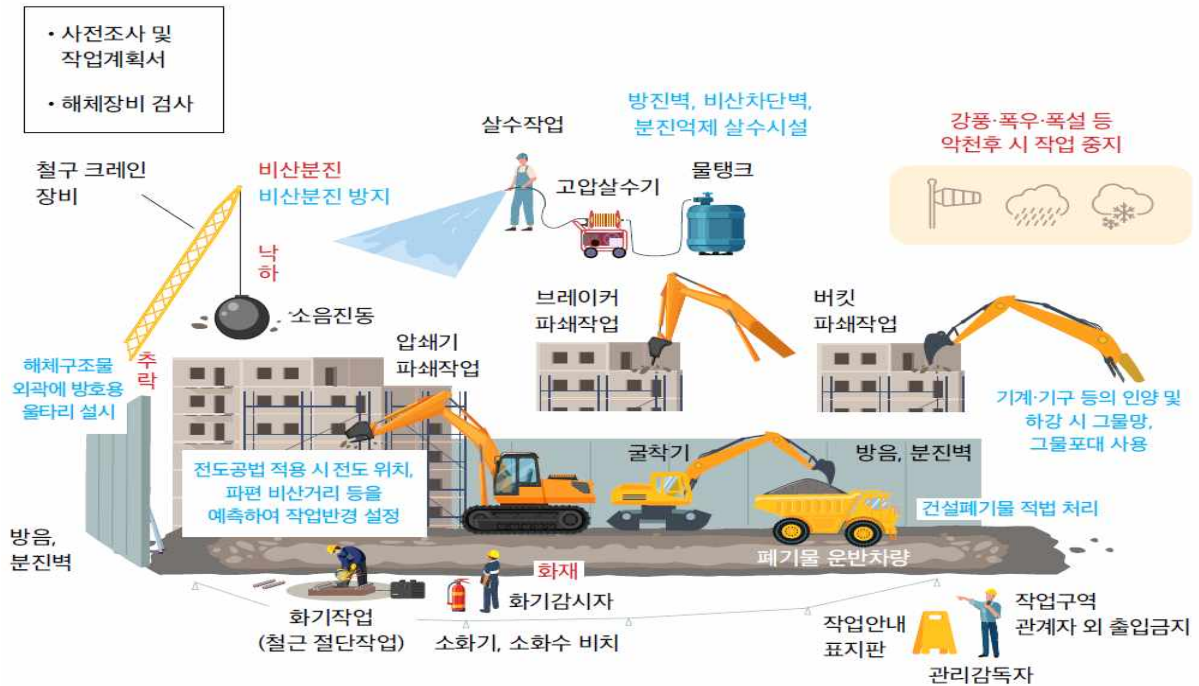 • 사전조사 및
작업계획서
• 해체장비 검사
철구 크레인
장비
비산분진
비산분진 방지
낙하
살수작업
방진벽, 비산차단벽,
분진억제 살수시설
고압살수기
물탱크
강풍·폭우·폭설 등
악천후 시 작업 중지
소음진동
압쇄기
파쇄작업
브레이커
파쇄작업
버킷
파쇄작업
해체구조물
외곽에 방호용
울타리 설시
추락
기계·기구 등의 인양 및
하강 시 그물망,
그물포대 사용
전도공법 적용 시 전도 위치,
파편 비산거리 등을
예측하여 작업반경 설정
굴착기
방음, 분진벽
건설폐기물 적법 처리
방음,
분진벽
폐기물 운반차량
화기작업
(철근 절단작업)
화재
화기감시자
소화기, 소화수 비치
작업안내
표지판
작업구역
관계자 외 출입금지
관리감독자